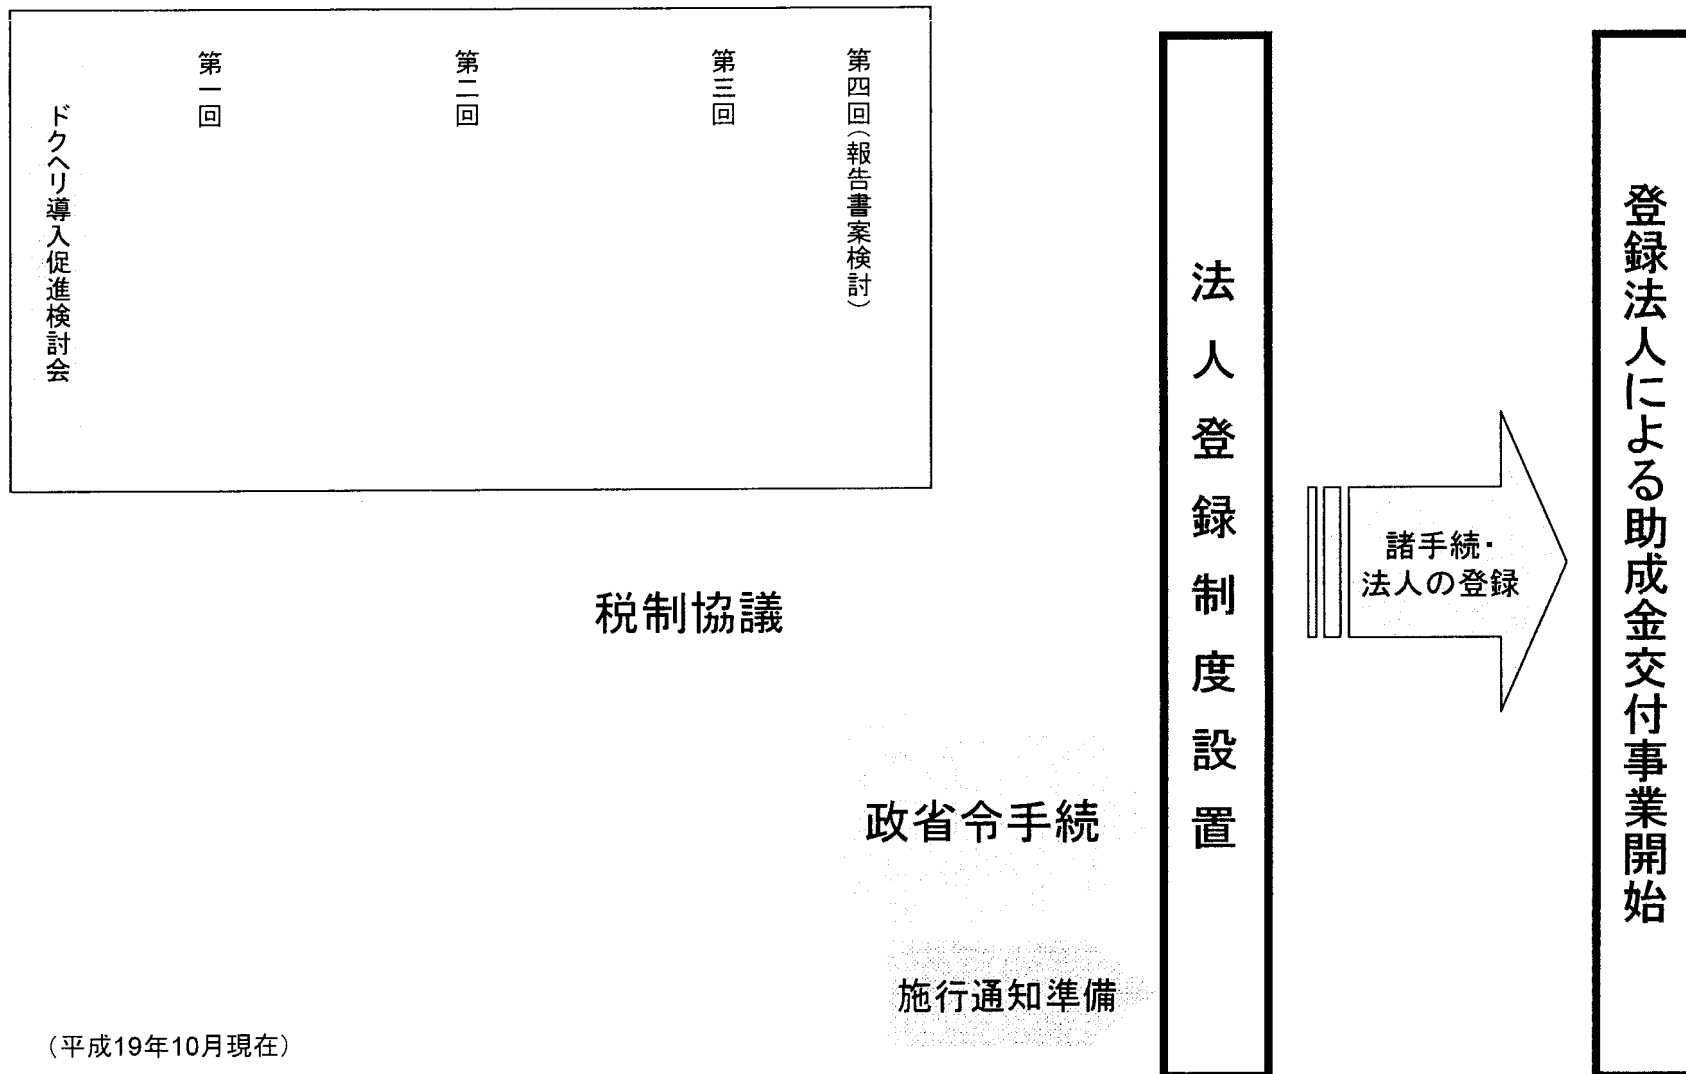 ドクヘリ導入促進検討会
第一回
第二回
第三回
第四回（報告書案検討）
税制協議
政省令手続
施行通知準備
法人登録制度設置
諸手続・
法人の登録
登録法人による助成金交付事業開始
（平成19年10月現在）